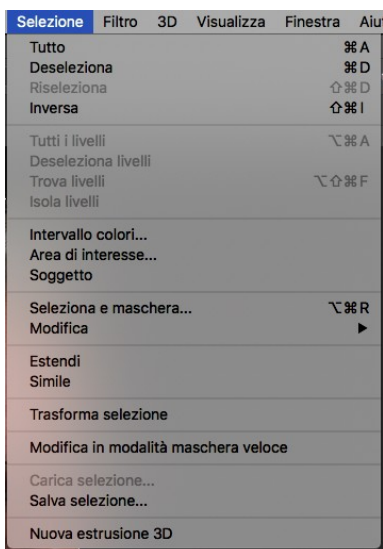 Selezione Filtro 3D Visualizza Finestra Aiu
Tutto ⌘A
Deseleziona ⌘D
Riseleziona ⇧⌘D
Inversa ⇧⌘I
Tutti i livelli ⌥⌘A
Deseleziona livelli
Trova livelli ⌥⇧⌘F
Isola livelli
Intervallo colori...
Area di interesse...
Soggetto
Seleziona e maschera... ⌥⌘R
Modifica ▶
Estendi
Simile
Trasforma selezione
Modifica in modalità maschera veloce
Carica selezione...
Salva selezione...
Nuova estrusione 3D